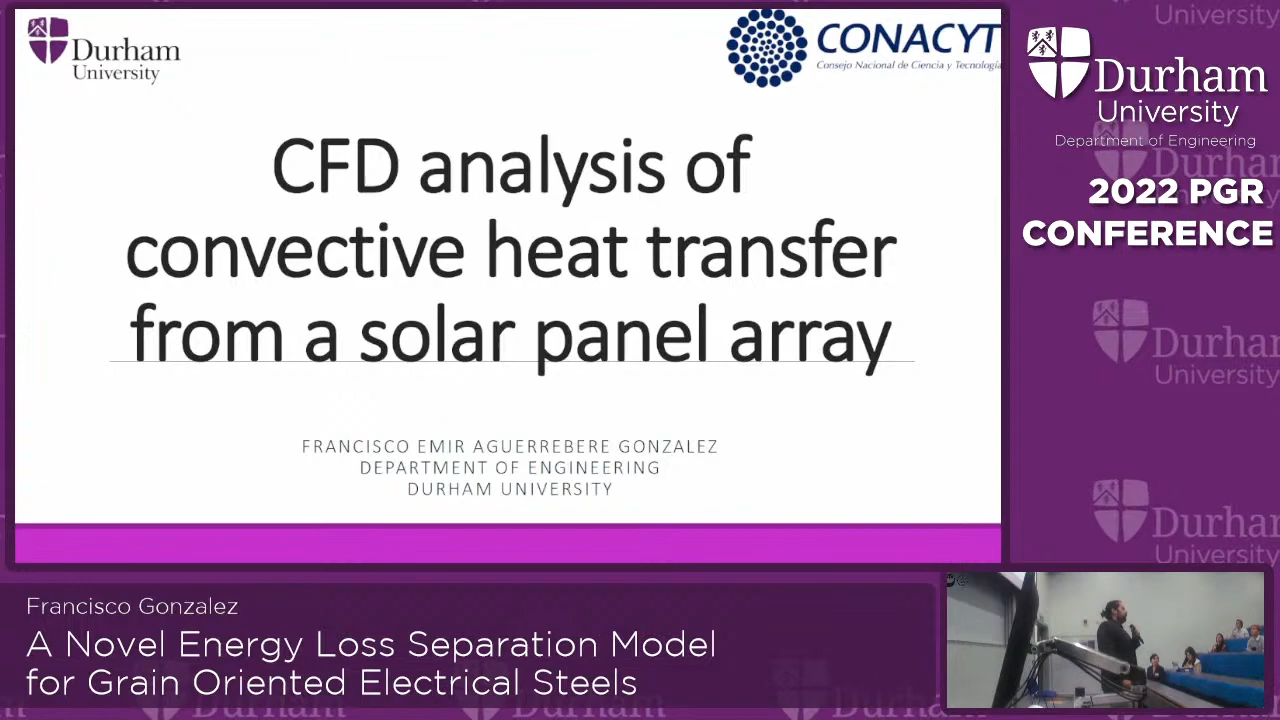 Durham
University
CONACYT
Consejo Nacional de Ciencia y Tecnología
CFD analysis of
convective heat transfer
from a solar panel array
FRANCISCO EMIR AGUERREBERE GONZALEZ
DEPARTMENT OF ENGINEERING
DURHAM UNIVERSITY
Durham
University
Department of Engineering
2022 PGR
CONFERENCE
Francisco Gonzalez
A Novel Energy Loss Separation Model
for Grain Oriented Electrical Steels